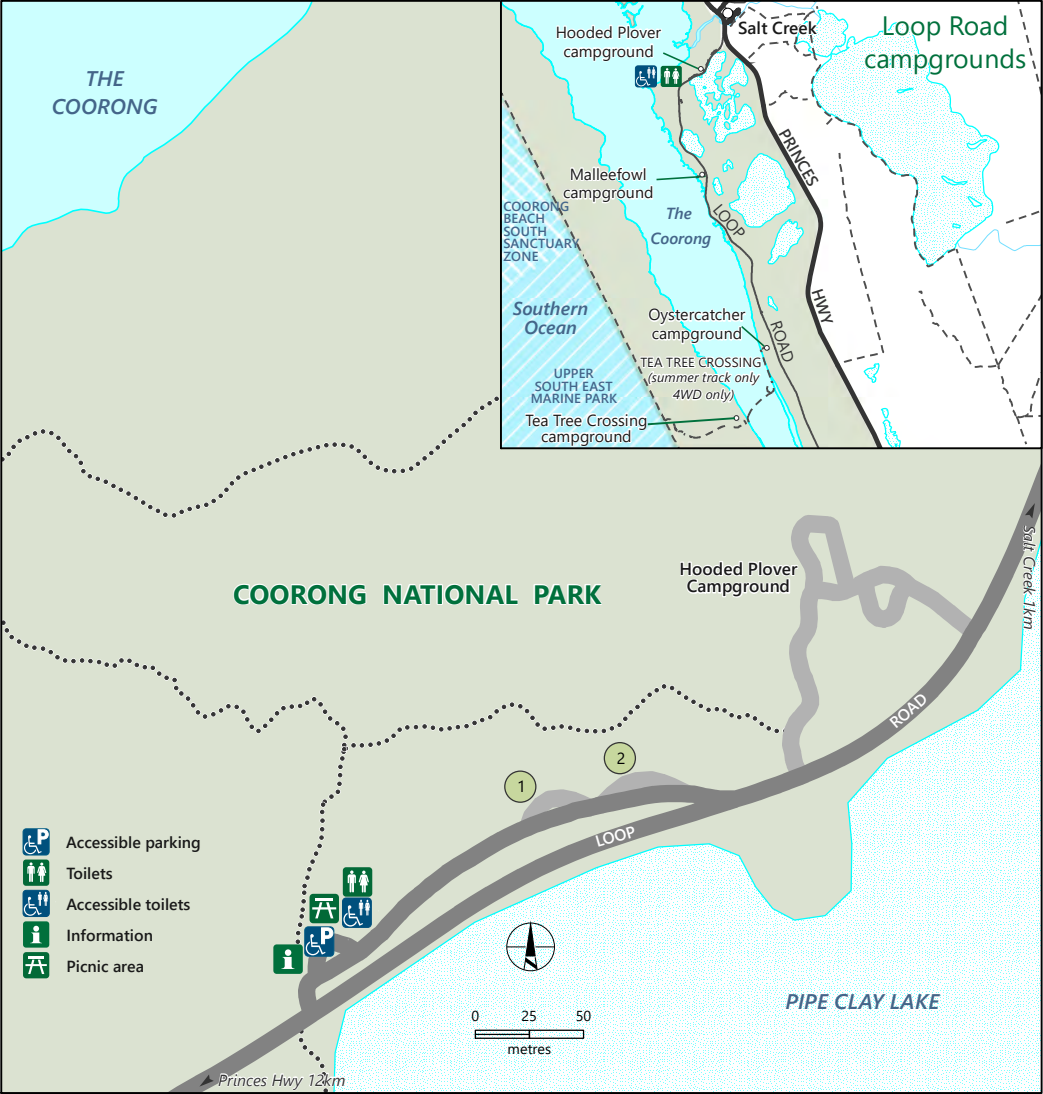 THE
COORONG
Loop Road
campgrounds
Salt Creek
Hooded Plover
campground
PRINCES
HWY
Malleefowl
campground
LOOP
ROAD
The
Coorong
COORONG
BEACH
SOUTH
SANCTUARY
ZONE
Southern
Ocean
Oystercatcher
campground
TEA TREE CROSSING
(summer track only
4WD only)
UPPER
SOUTH EAST
MARINE PARK
Tea Tree Crossing
campground
Salt Creek 1km
Hooded Plover
Campground
COORONG NATIONAL PARK
ROAD
2
1
LOOP
P
Accessible parking
Toilets
Accessible toilets
i
Information
Picnic area
P
i
0 25 50
metres
PIPE CLAY LAKE
Princes Hwy 12km